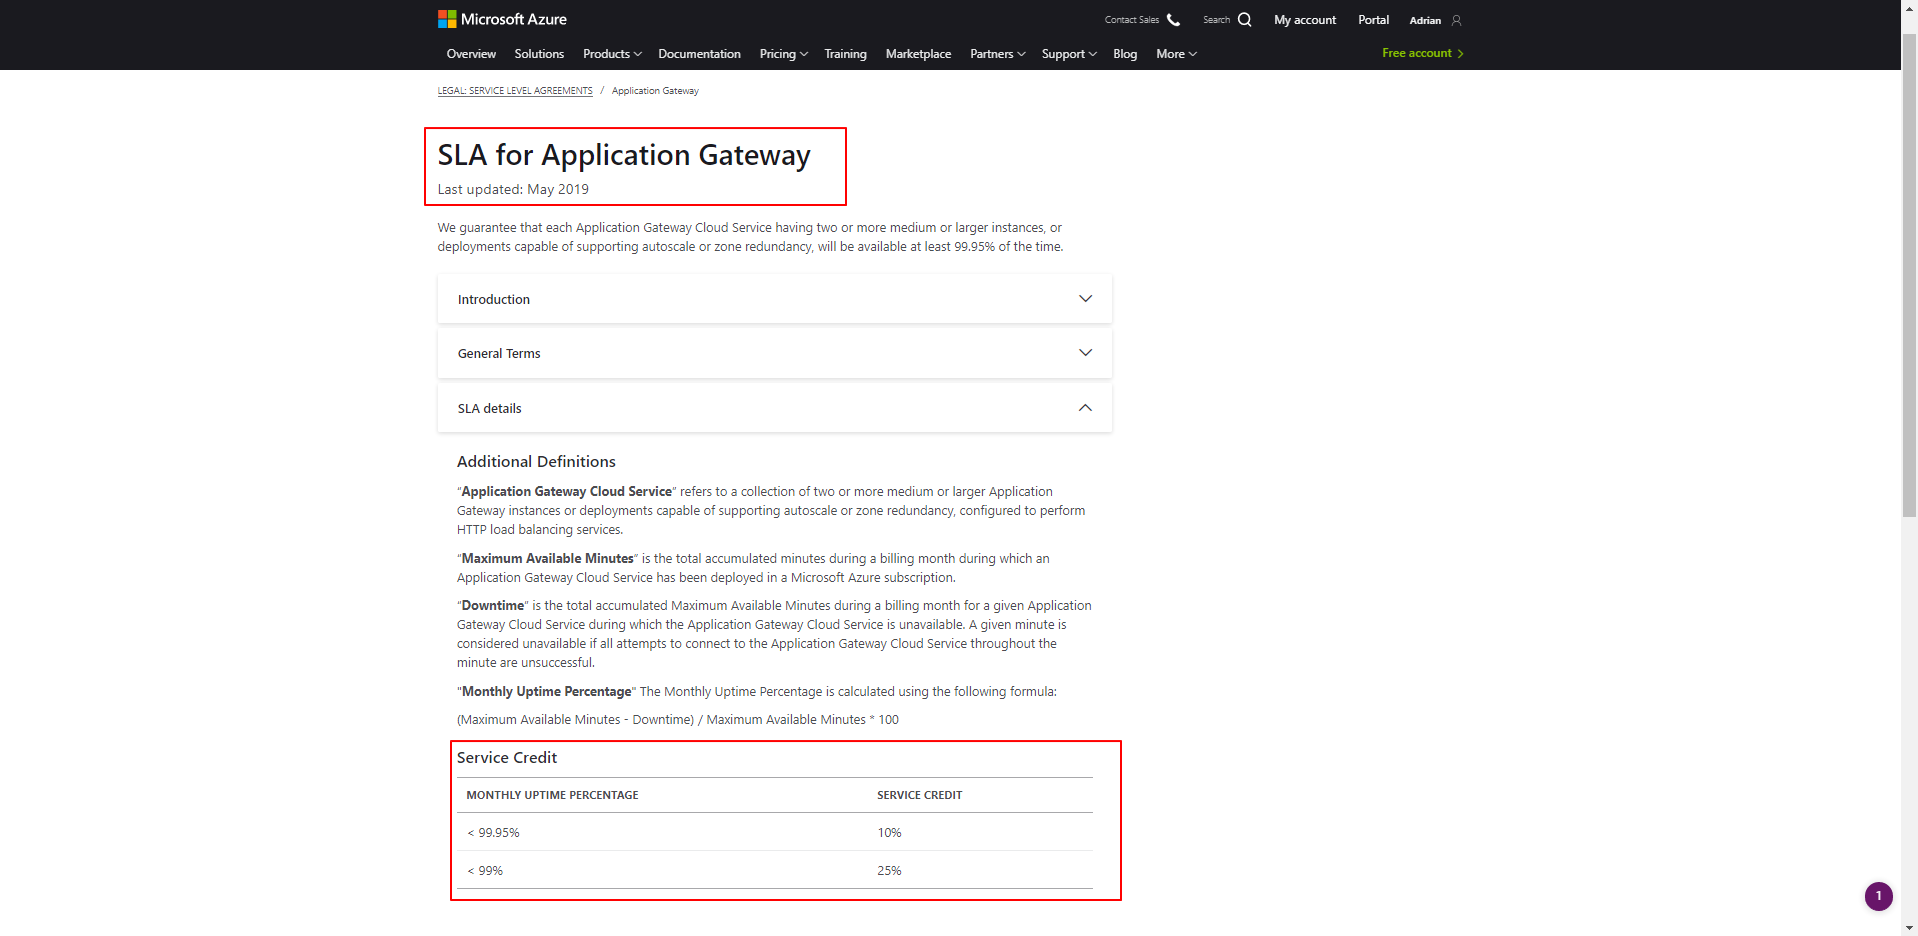 Microsoft Azure
Contact Sales
Search
My account
Portal
Adrian
Overview
Solutions
Products
Documentation
Pricing
Training
Marketplace
Partners
Support
Blog
More
Free account
LEGAL: SERVICE LEVEL AGREEMENTS / Application Gateway
SLA for Application Gateway
Last updated: May 2019
We guarantee that each Application Gateway Cloud Service having two or more medium or larger instances, or
deployments capable of supporting autoscale or zone redundancy, will be available at least 99.95% of the time.
Introduction
General Terms
SLA details
Additional Definitions
“Application Gateway Cloud Service” refers to a collection of two or more medium or larger Application
Gateway instances or deployments capable of supporting autoscale or zone redundancy, configured to perform
HTTP load balancing services.
“Maximum Available Minutes” is the total accumulated minutes during a billing month during which an
Application Gateway Cloud Service has been deployed in a Microsoft Azure subscription.
“Downtime” is the total accumulated Maximum Available Minutes during a billing month for a given Application
Gateway Cloud Service during which the Application Gateway Cloud Service is unavailable. A given minute is
considered unavailable if all attempts to connect to the Application Gateway Cloud Service throughout the
minute are unsuccessful.
"Monthly Uptime Percentage" The Monthly Uptime Percentage is calculated using the following formula:
(Maximum Available Minutes - Downtime) / Maximum Available Minutes * 100
Service Credit
MONTHLY UPTIME PERCENTAGE SERVICE CREDIT
< 99.95% 10%
< 99% 25%
1